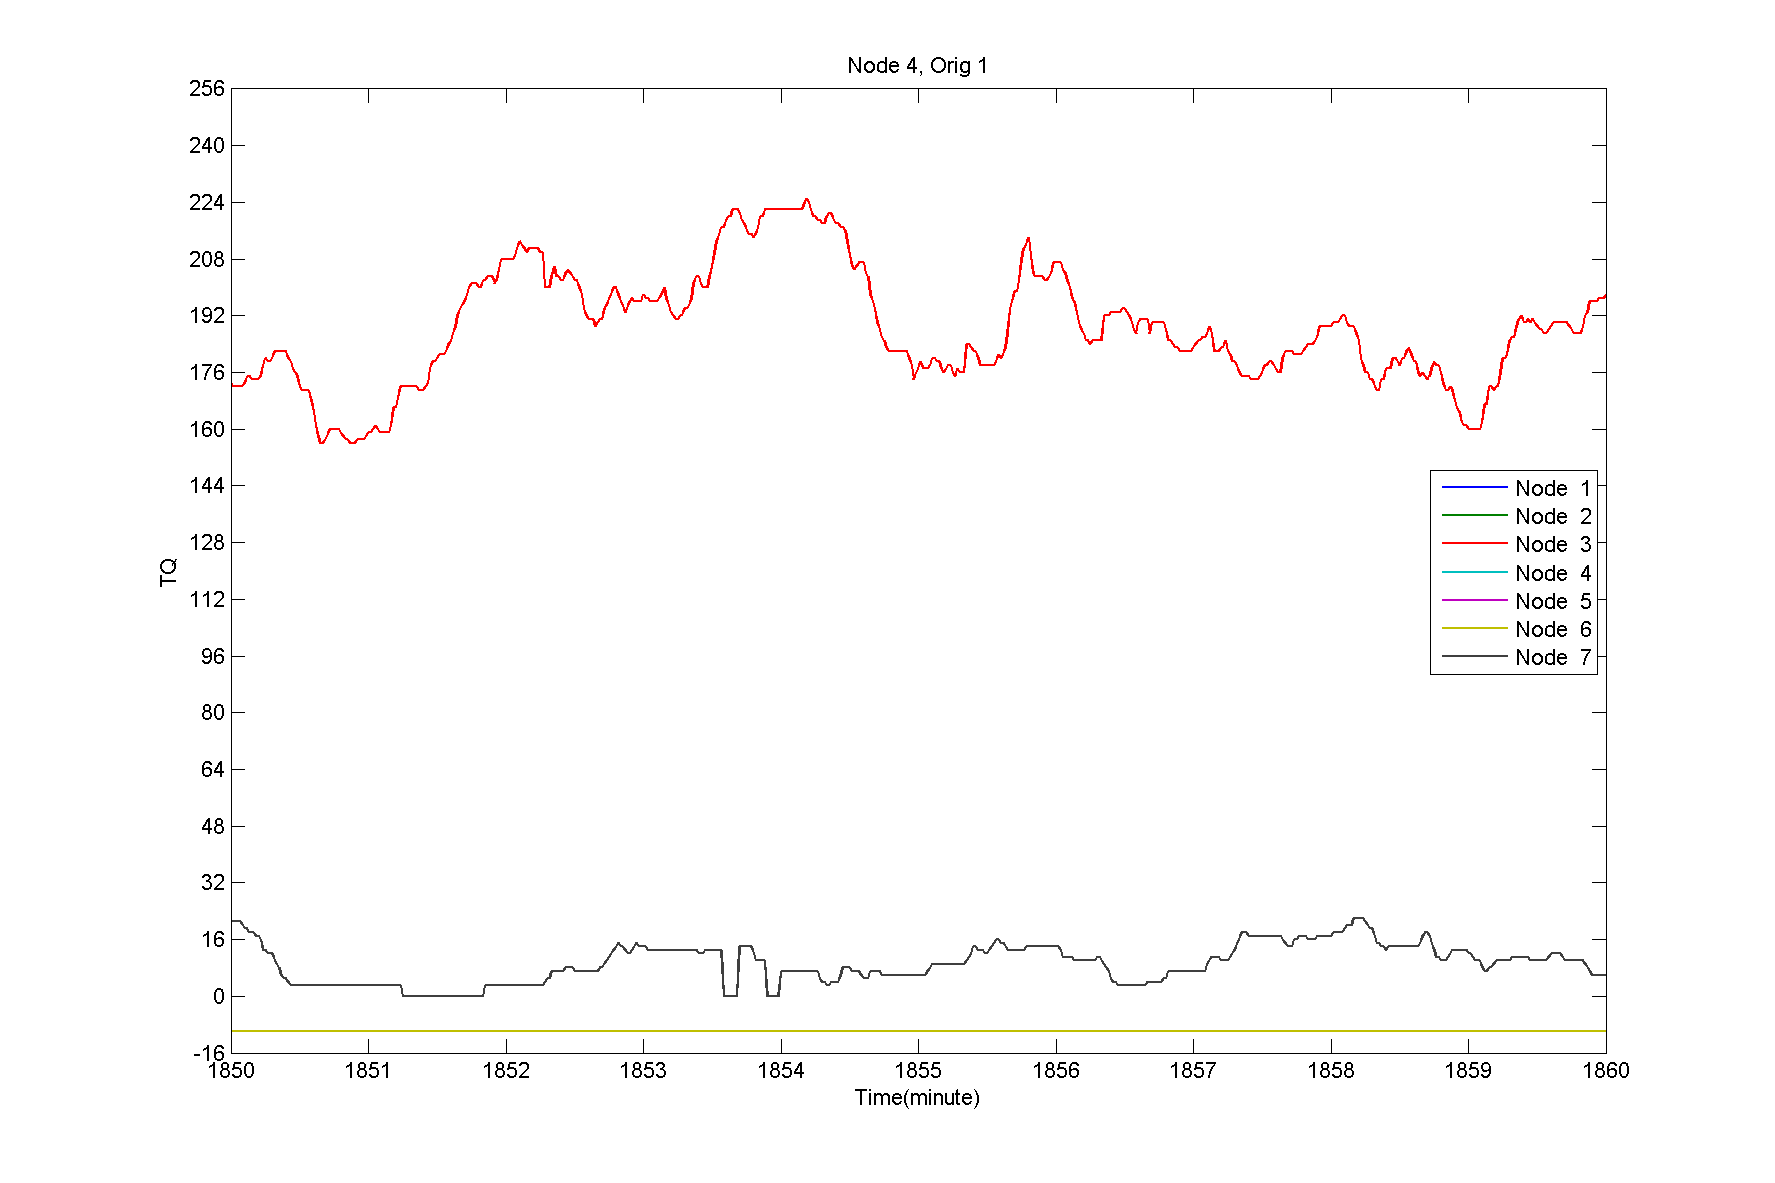 Node 4, Orig 1
256
240
224
208
192
176
160
144
128
112
96
80
64
48
32
16
0
-16
TQ
Node 1
Node 2
Node 3
Node 4
Node 5
Node 6
Node 7
1850 1851 1852 1853 1854 1855 1856 1857 1858 1859 1860
Time(minute)